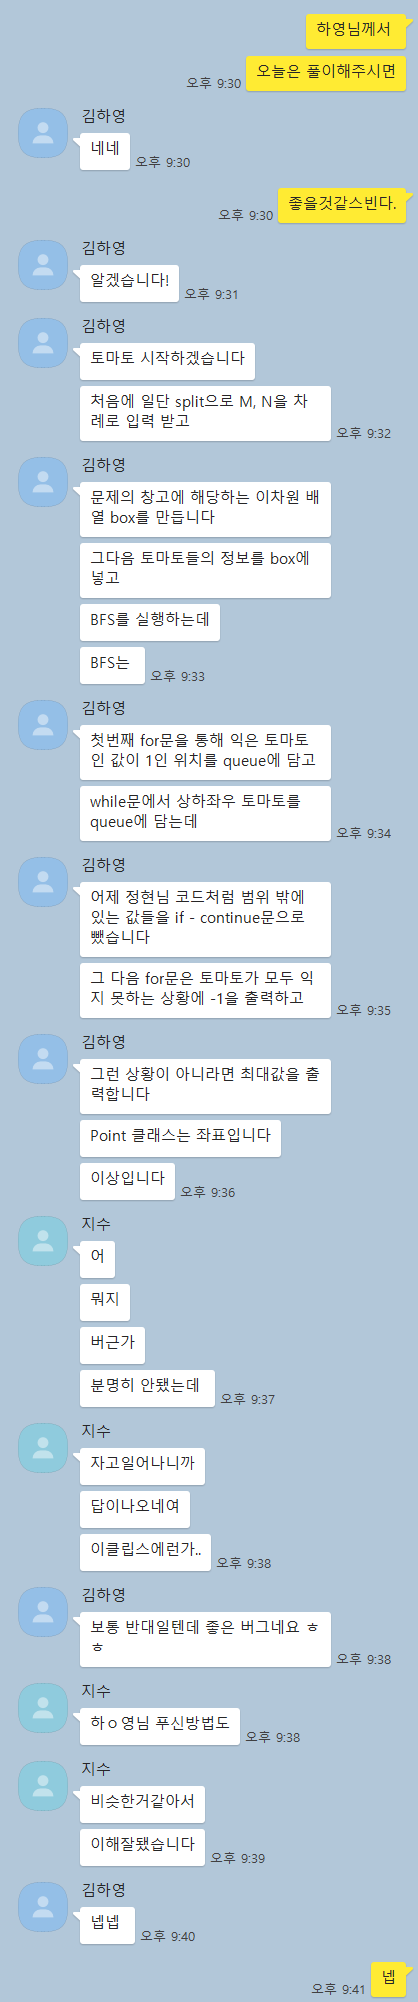 하영님께서
오늘은 풀이해주시면
오후 9:30
김하영
네네
오후 9:30
좋을것같스빈다.
오후 9:30
김하영
알겠습니다!
오후 9:31
김하영
토마토 시작하겠습니다
처음에 일단 split으로 M, N을 차
레로 입력 받고
오후 9:32
김하영
문제의 창고에 해당하는 이차원 배
열 box를 만듭니다
그다음 토마토들의 정보를 box에
넣고
BFS를 실행하는데
BFS는
오후 9:33
김하영
첫번째 for문을 통해 익은 토마토
인 값이 1인 위치를 queue에 담고
while문에서 상하좌우 토마토를
queue에 담는데
오후 9:34
김하영
어제 정현님 코드처럼 범위 밖에
있는 값들을 if - continue문으로
뺐습니다
그 다음 for문은 토마토가 모두 익
지 못하는 상황에 -1을 출력하고
오후 9:35
김하영
그런 상황이 아니라면 최대값을 출
력합니다
Point 클래스는 좌표입니다
이상입니다
오후 9:36
지수
어
뭐지
버근가
분명히 안됐는데
오후 9:37
지수
자고일어나니까
답이나오네여
이클립스에런가..
오후 9:38
김하영
보통 반대일텐데 좋은 버그네요 ㅎ
ㅎ
오후 9:38
지수
하ㅇ영님 푸신방법도
오후 9:38
지수
비슷한거같아서
이해잘됐습니다
오후 9:39
김하영
넵넵
오후 9:40
넵
오후 9:41